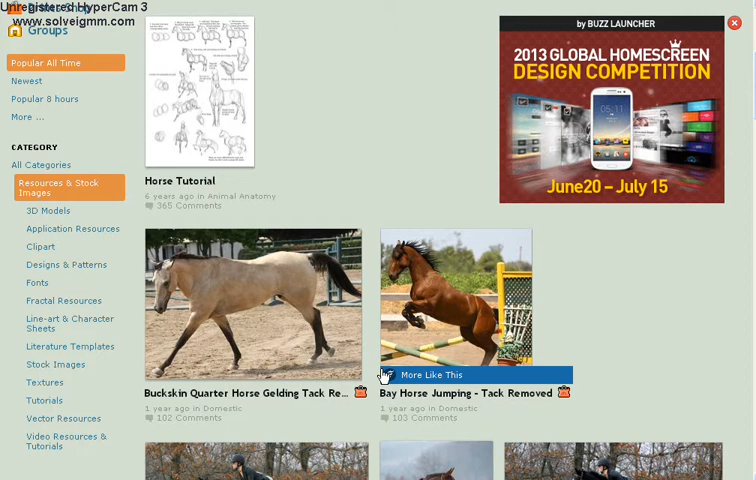 Unregistered HyperCam 3
www.solveigmm.com
Groups
Popular All Time
Newest
Popular 8 hours
More ...
CATEGORY
All Categories
Resources & Stock
Images
3D Models
Application Resources
Clipart
Designs & Patterns
Fonts
Fractal Resources
Line-art & Character
Sheets
Literature Templates
Stock Images
Textures
Tutorials
Vector Resources
Video Resources &
Tutorials
Horse Tutorial
6 years ago in Animal Anatomy
365 Comments
by BUZZ LAUNCHER
2013 GLOBAL HOMESCREEN
DESIGN COMPETITION
05:11
June20 – July 15
More Like This
Buckskin Quarter Horse Gelding Tack Re...
1 year ago in Domestic
102 Comments
Bay Horse Jumping - Tack Removed
1 year ago in Domestic
103 Comments